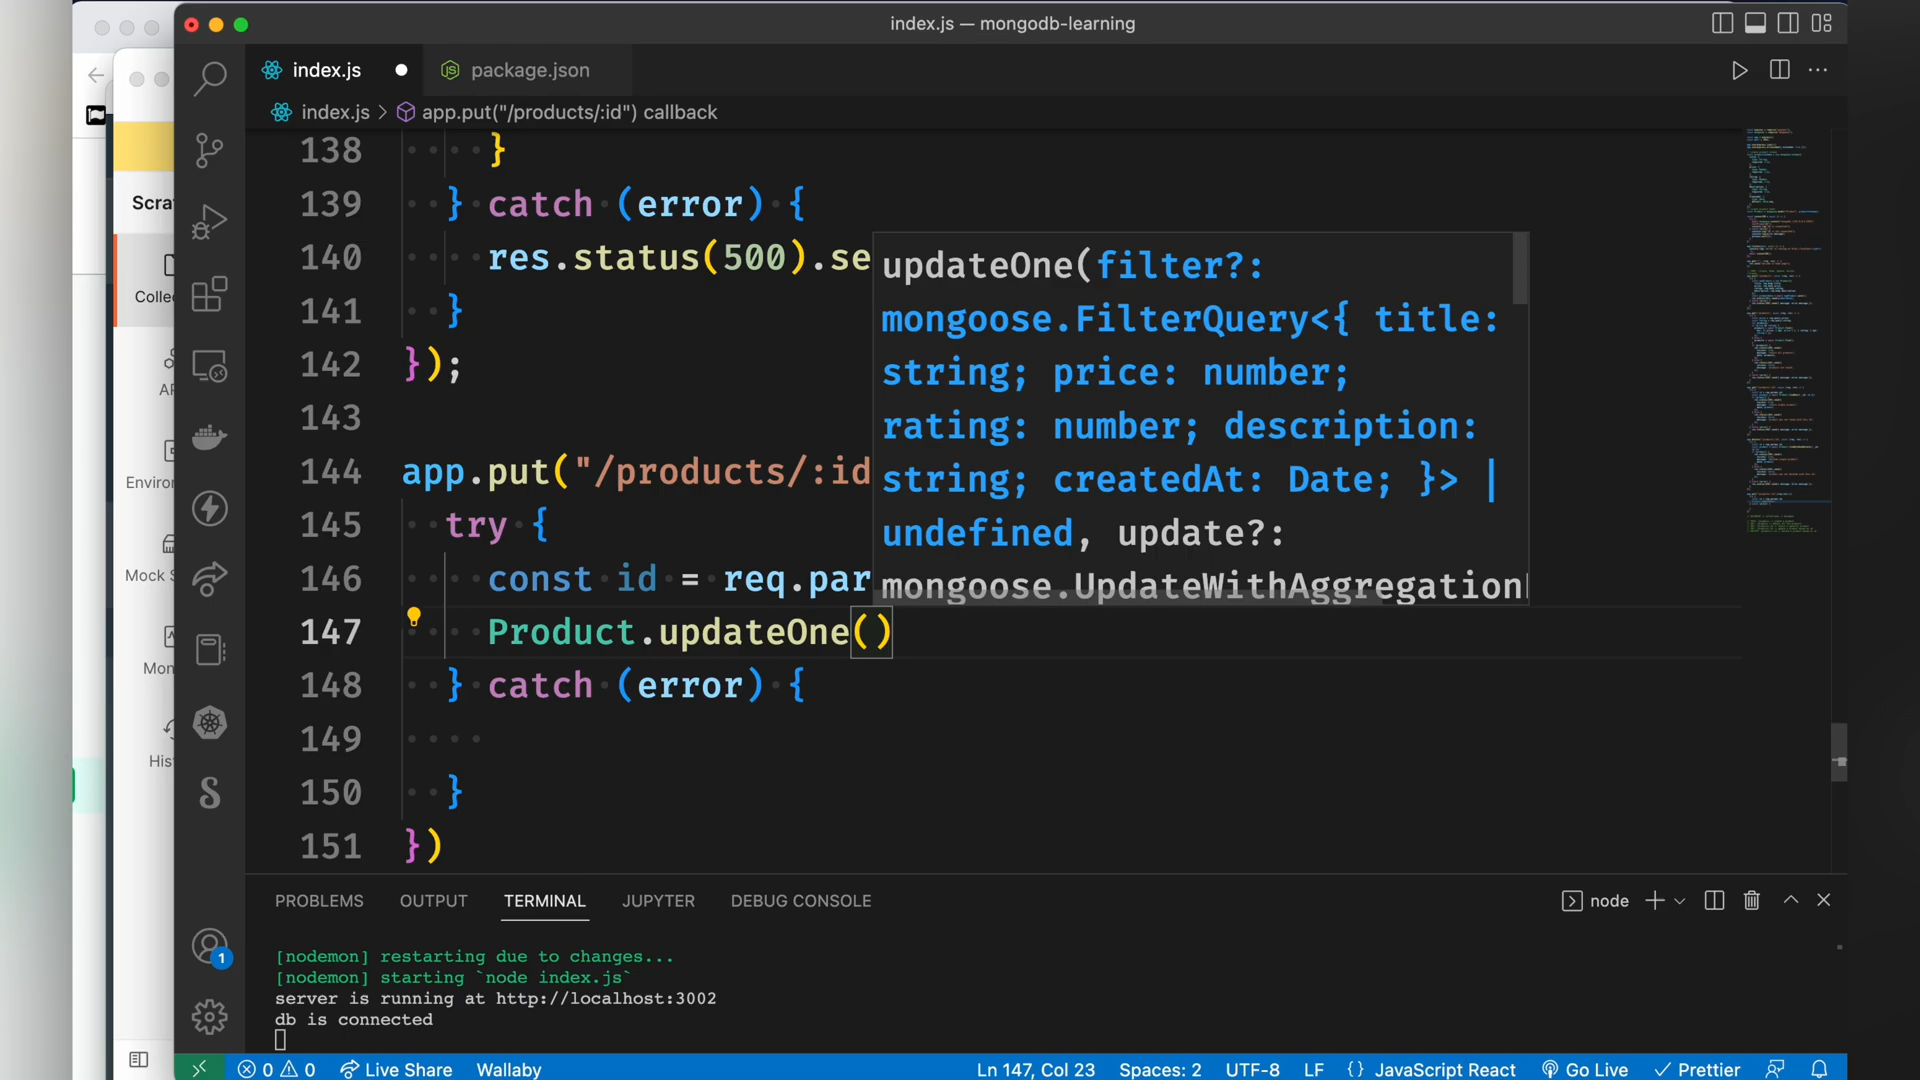 index.js — mongodb-learning
index.js
package.json
index.js > app.put("/products/:id") callback
138 }
139 } catch (error) {
140 res.status(500).se
141 }
142 });
143
144 app.put("/products/:id
145 try {
146 const id = req.par
147 Product.updateOne()
148 } catch (error) {
149
150 }
151 })
updateOne(filter?:
mongoose.FilterQuery<{ title:
string; price: number;
rating: number; description:
string; createdAt: Date; }> |
undefined, update?:
mongoose.UpdateWithAggregation
Scra
Collec
AP
Enviror
Mock S
Mon
His
1
PROBLEMS OUTPUT TERMINAL JUPYTER DEBUG CONSOLE
node
[nodemon] restarting due to changes...
[nodemon] starting `node index.js`
server is running at http://localhost:3002
db is connected
0 0 Live Share Wallaby Ln 147, Col 23 Spaces: 2 UTF-8 LF {} JavaScript React Go Live Prettier